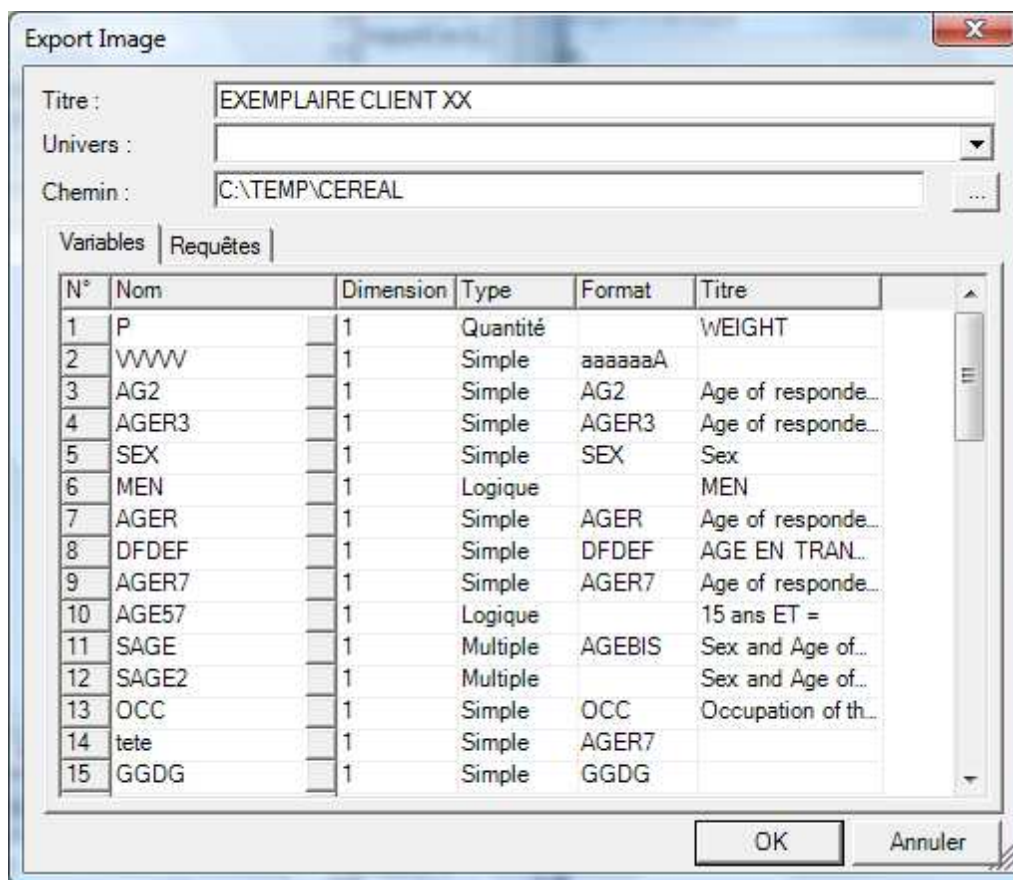 Export Image
Titre : EXEMPLAIRE CLIENT XX
Univers :
Chemin : C:\TEMP\CEREAL ...
Variables Requêtes
N° Nom Dimension Type Format Titre
1 P 1 Quantité WEIGHT
2 VVVVV 1 Simple aaaaaaA
3 AG2 1 Simple AG2 Age of responde...
4 AGER3 1 Simple AGER3 Age of responde...
5 SEX 1 Simple SEX Sex
6 MEN 1 Logique MEN
7 AGER 1 Simple AGER Age of responde...
8 DFDEF 1 Simple DFDEF AGE EN TRAN...
9 AGER7 1 Simple AGER7 Age of responde...
10 AGE57 1 Logique 15 ans ET =
11 SAGE 1 Multiple AGEBIS Sex and Age of...
12 SAGE2 1 Multiple Sex and Age of...
13 OCC 1 Simple OCC Occupation of th...
14 tete 1 Simple AGER7
15 GGDG 1 Simple GGDG
OK Annuler